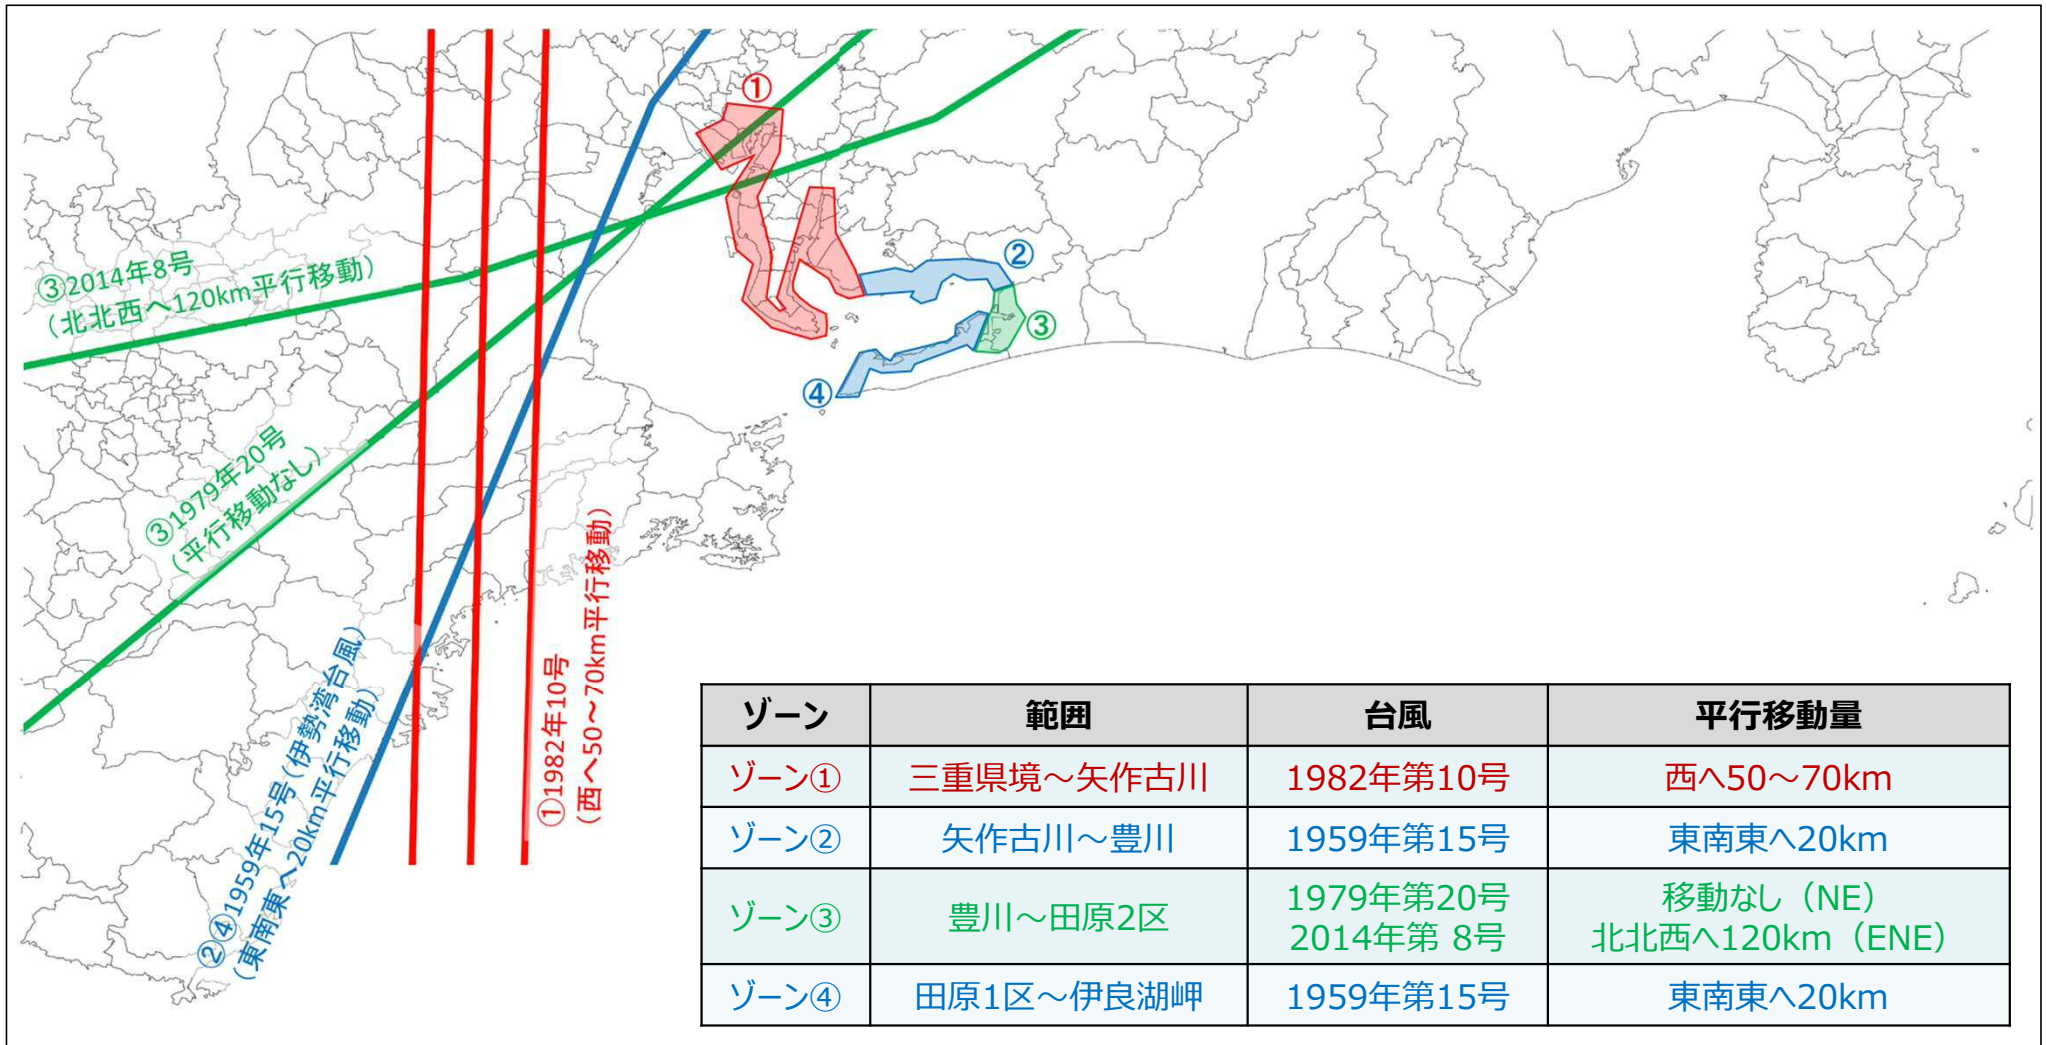 ①
②
③
④
③2014年8号
（北北西へ120km平行移動）
③1979年20号
（平行移動なし）
②④1959年15号（伊勢湾台風）
（東南東へ20km平行移動）
①1982年10号
（西へ50～70km平行移動）
ゾーン 範囲 台風 平行移動量
ゾーン① 三重県境～矢作古川 1982年第10号 西へ50～70km
ゾーン② 矢作古川～豊川 1959年第15号 東南東へ20km
ゾーン③ 豊川～田原2区 1979年第20号 移動なし（NE）
2014年第 8号 北北西へ120km（ENE）
ゾーン④ 田原1区～伊良湖岬 1959年第15号 東南東へ20km